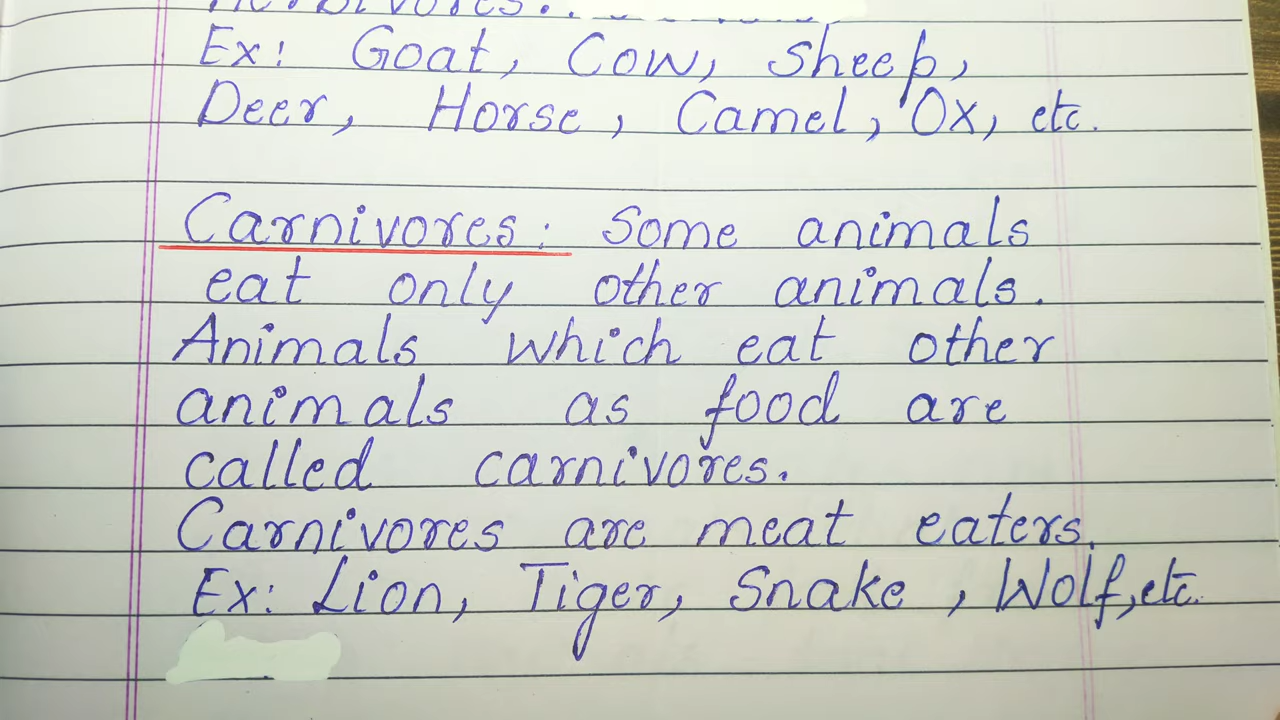 Herbivores:
Ex: Goat, Cow, Sheep,
Deer, Horse, Camel, Ox, etc.
Carnivores: Some animals
eat only other animals.
Animals which eat other
animals as food are
called carnivores.
Carnivores are meat eaters.
Ex: Lion, Tiger, Snake, Wolf, etc.